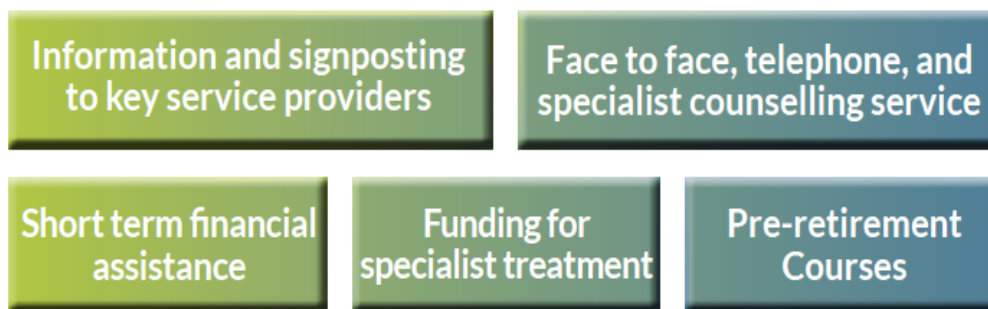 Information and signposting
to key service providers
Face to face, telephone, and
specialist counselling service
Short term financial
assistance
Funding for
specialist treatment
Pre-retirement
Courses